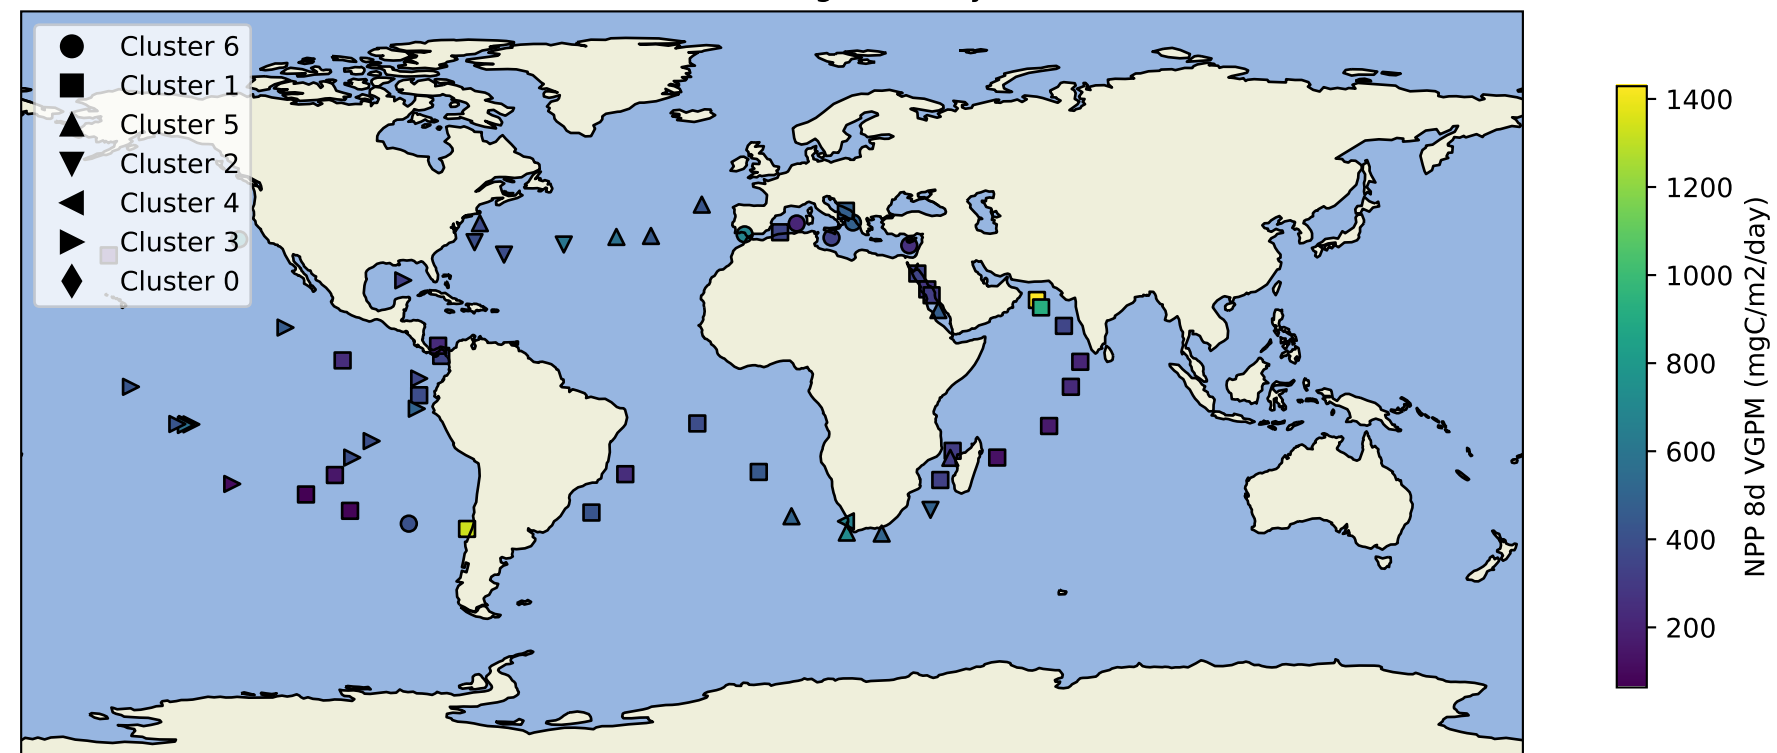 Cluster 6
Cluster 1
Cluster 5
Cluster 2
Cluster 4
Cluster 3
Cluster 0
1400
1200
1000
800
600
400
200
NPP 8d VGPM (mgC/m2/day)